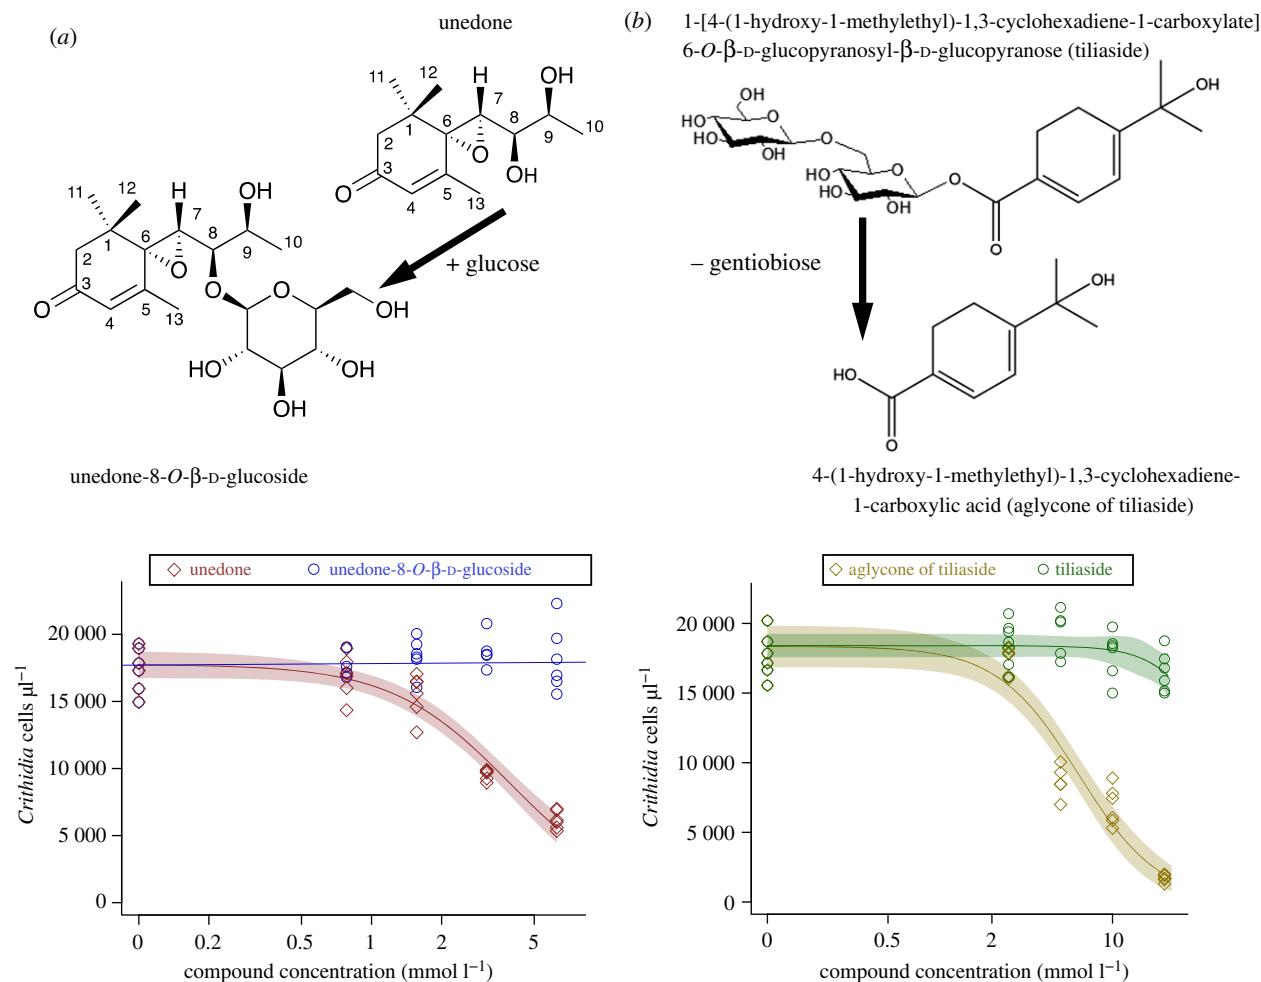 (a)
unedone
11
12
H
OH
7
1
6
8
10
2
9
O
3
OH
O
5
4
13
11
12
H
OH
7
1
6
8
10
2
9
O
3
O
O
5
4
13
O
OH
HO
OH
OH
+ glucose
unedone-8-O-β-D-glucoside
(b)
1-[4-(1-hydroxy-1-methylethyl)-1,3-cyclohexadiene-1-carboxylate]
6-O-β-D-glucopyranosyl-β-D-glucopyranose (tiliaside)
OH
HO
O
HO
OH
O
HO
O
HO
OH
O
O
OH
– gentiobiose
OH
HO
O
4-(1-hydroxy-1-methylethyl)-1,3-cyclohexadiene-
1-carboxylic acid (aglycone of tiliaside)
unedone unedone-8-O-β-D-glucoside
20 000
15 000
10 000
5 000
0
Crithidia cells µl−1
0 0.2 0.5 1 2 5
compound concentration (mmol l−1)
aglycone of tiliaside tiliaside
20 000
15 000
10 000
5 000
0
Crithidia cells µl−1
0 0.5 2 10
compound concentration (mmol l−1)